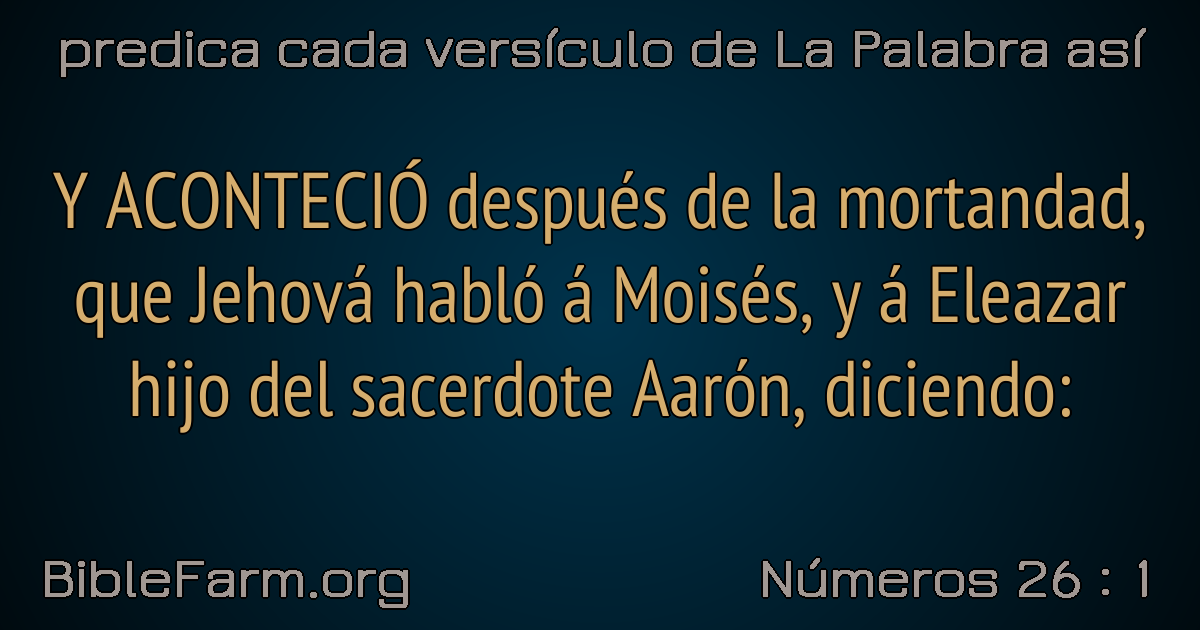 predica cada versículo de La Palabra así
Y ACONTECIÓ después de la mortandad,
que Jehová habló á Moisés, y á Eleazar
hijo del sacerdote Aarón, diciendo:
BibleFarm.org
Números 26 : 1